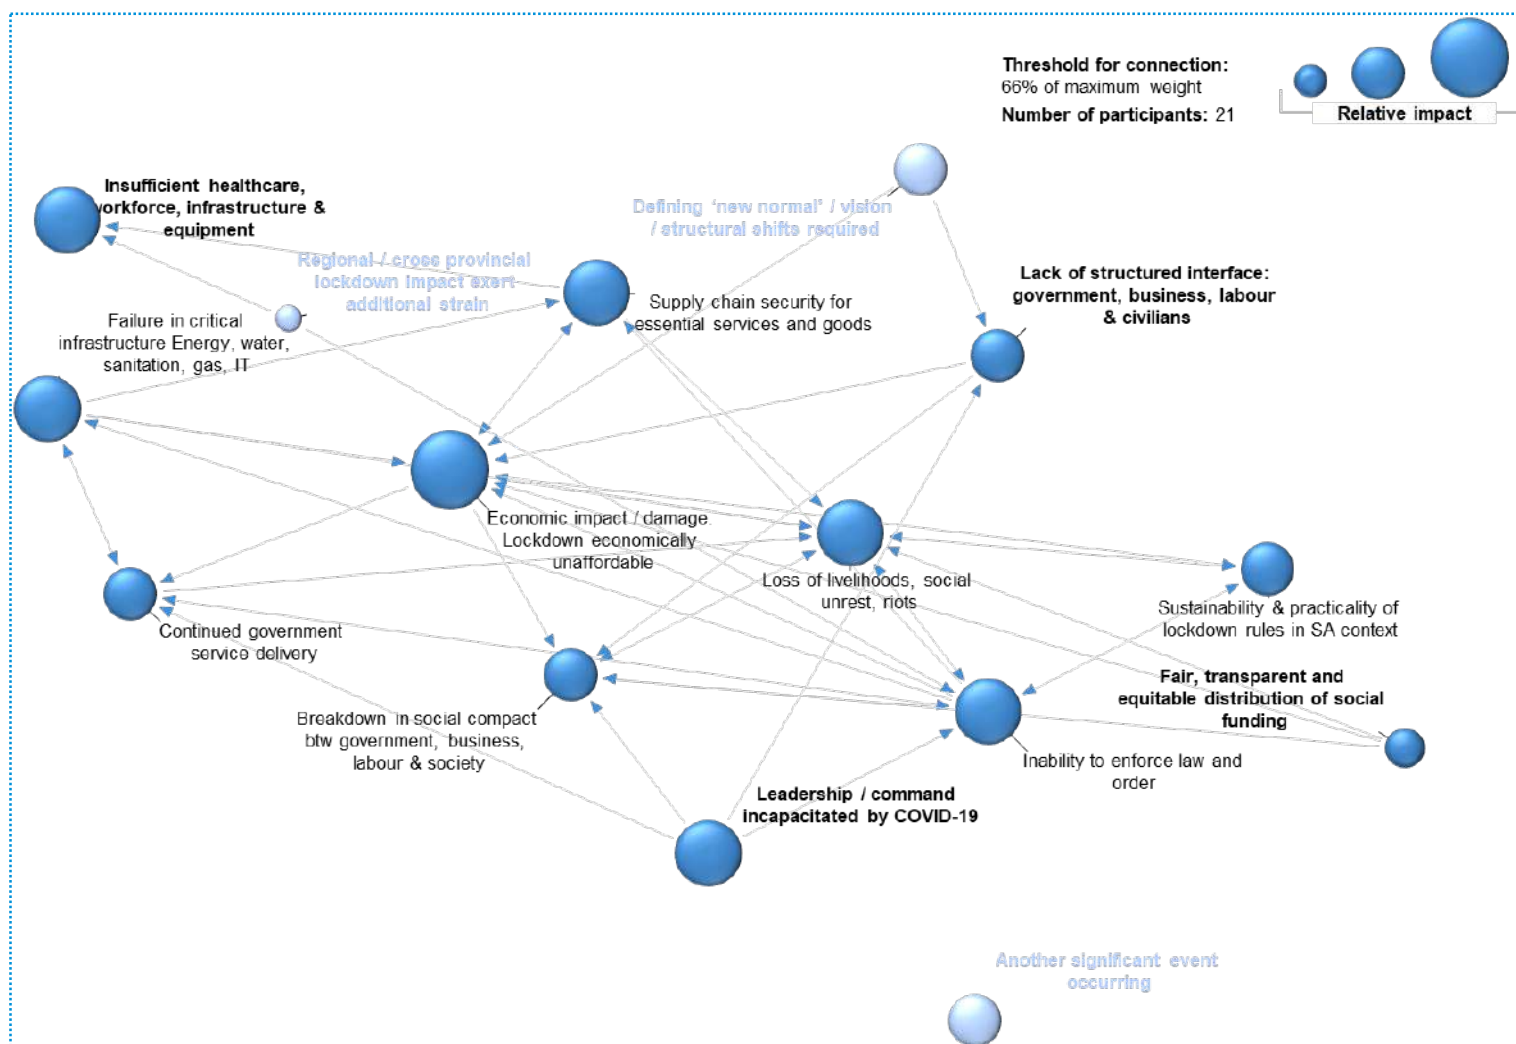 Threshold for connection:
66% of maximum weight
Number of participants: 21
Relative impact
Insufficient healthcare,
workforce, infrastructure &
equipment
Defining ‘new normal’ / vision
/ structural shifts required
Regional / cross provincial
lockdown impact exert
additional strain
Supply chain security for
essential services and goods
Lack of structured interface:
government, business, labour
& civilians
Failure in critical
infrastructure Energy, water,
sanitation, gas, IT
Economic impact / damage.
Lockdown economically
unaffordable
Loss of livelihoods, social
unrest, riots
Sustainability & practicality of
lockdown rules in SA context
Continued government
service delivery
Fair, transparent and
equitable distribution of social
funding
Breakdown in social compact
btw government, business,
labour & society
Inability to enforce law and
order
Leadership / command
incapacitated by COVID-19
Another significant event
occurring